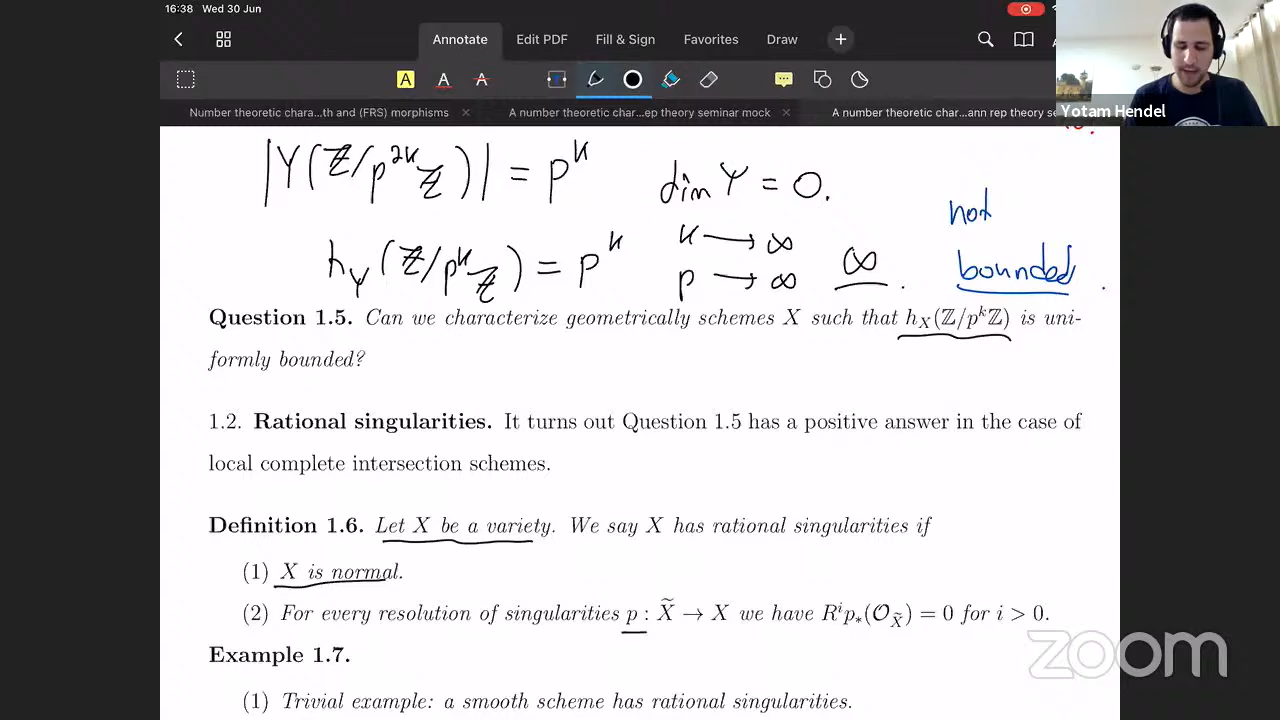 16:38 Wed 30 Jun
Annotate Edit PDF Fill & Sign Favorites Draw
Yotam Hendel
Number theoretic chara...th and (FRS) morphisms × A number theoretic char...ep theory seminar mock × A number theoretic char...ann rep theory se
|Y(ℤ/p^{2k}ℤ)| = p^k dim Y = 0.
not
h_Y(ℤ/p^kℤ) = p^k k → ∞ p → ∞ ∞. bounded.
Question 1.5. Can we characterize geometrically schemes X such that h_X(ℤ/p^kℤ) is uni-
formly bounded?
1.2. Rational singularities. It turns out Question 1.5 has a positive answer in the case of
local complete intersection schemes.
Definition 1.6. Let X be a variety. We say X has rational singularities if
(1) X is normal.
(2) For every resolution of singularities p : X̃ → X we have R^i p_*(𝒪_X̃) = 0 for i > 0.
Example 1.7.
(1) Trivial example: a smooth scheme has rational singularities.
zoom